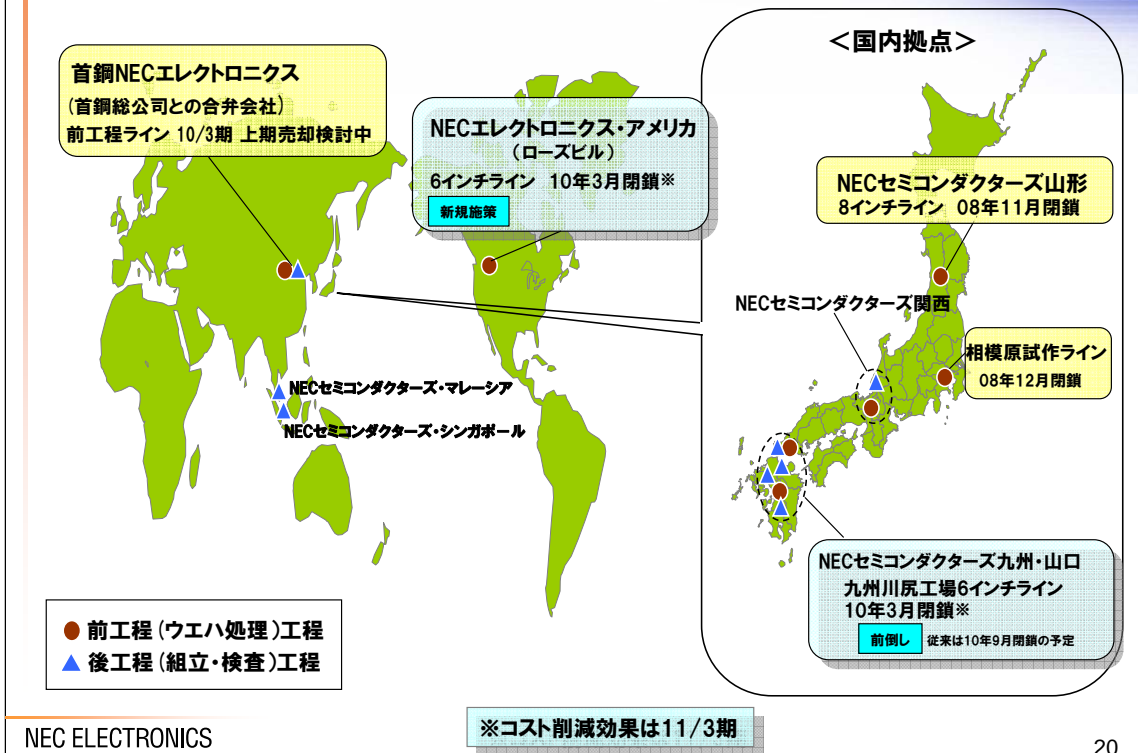 首鋼NECエレクトロニクス
(首鋼総公司との合弁会社)
前工程ライン 10/3期 上期売却検討中
NECエレクトロニクス・アメリカ
(ローズビル)
6インチライン 10年3月閉鎖※
新規施策
<国内拠点>
NECセミコンダクターズ山形
8インチライン 08年11月閉鎖
NECセミコンダクターズ関西
相模原試作ライン
08年12月閉鎖
NECセミコンダクターズ・マレーシア
NECセミコンダクターズ・シンガポール
NECセミコンダクターズ九州・山口
九州川尻工場6インチライン
10年3月閉鎖※
前倒し 従来は10年9月閉鎖の予定
前工程(ウエハ処理)工程
後工程(組立・検査)工程
※コスト削減効果は11/3期
NEC ELECTRONICS
20